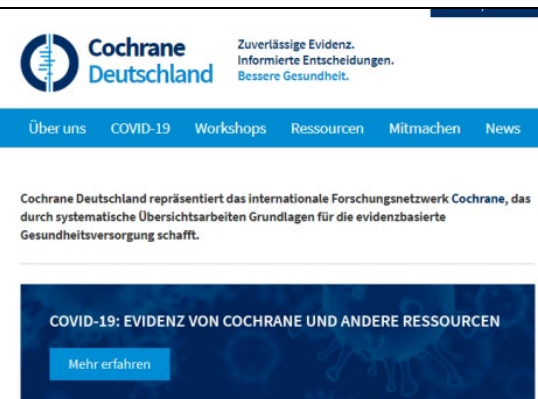 Cochrane
Deutschland
Zuverlässige Evidenz.
Informierte Entscheidungen.
Bessere Gesundheit.
Über uns COVID-19 Workshops Ressourcen Mitmachen News
Cochrane Deutschland repräsentiert das internationale Forschungsnetzwerk Cochrane, das
durch systematische Übersichtsarbeiten Grundlagen für die evidenzbasierte
Gesundheitsversorgung schafft.
COVID-19: EVIDENZ VON COCHRANE UND ANDERE RESSOURCEN
Mehr erfahren